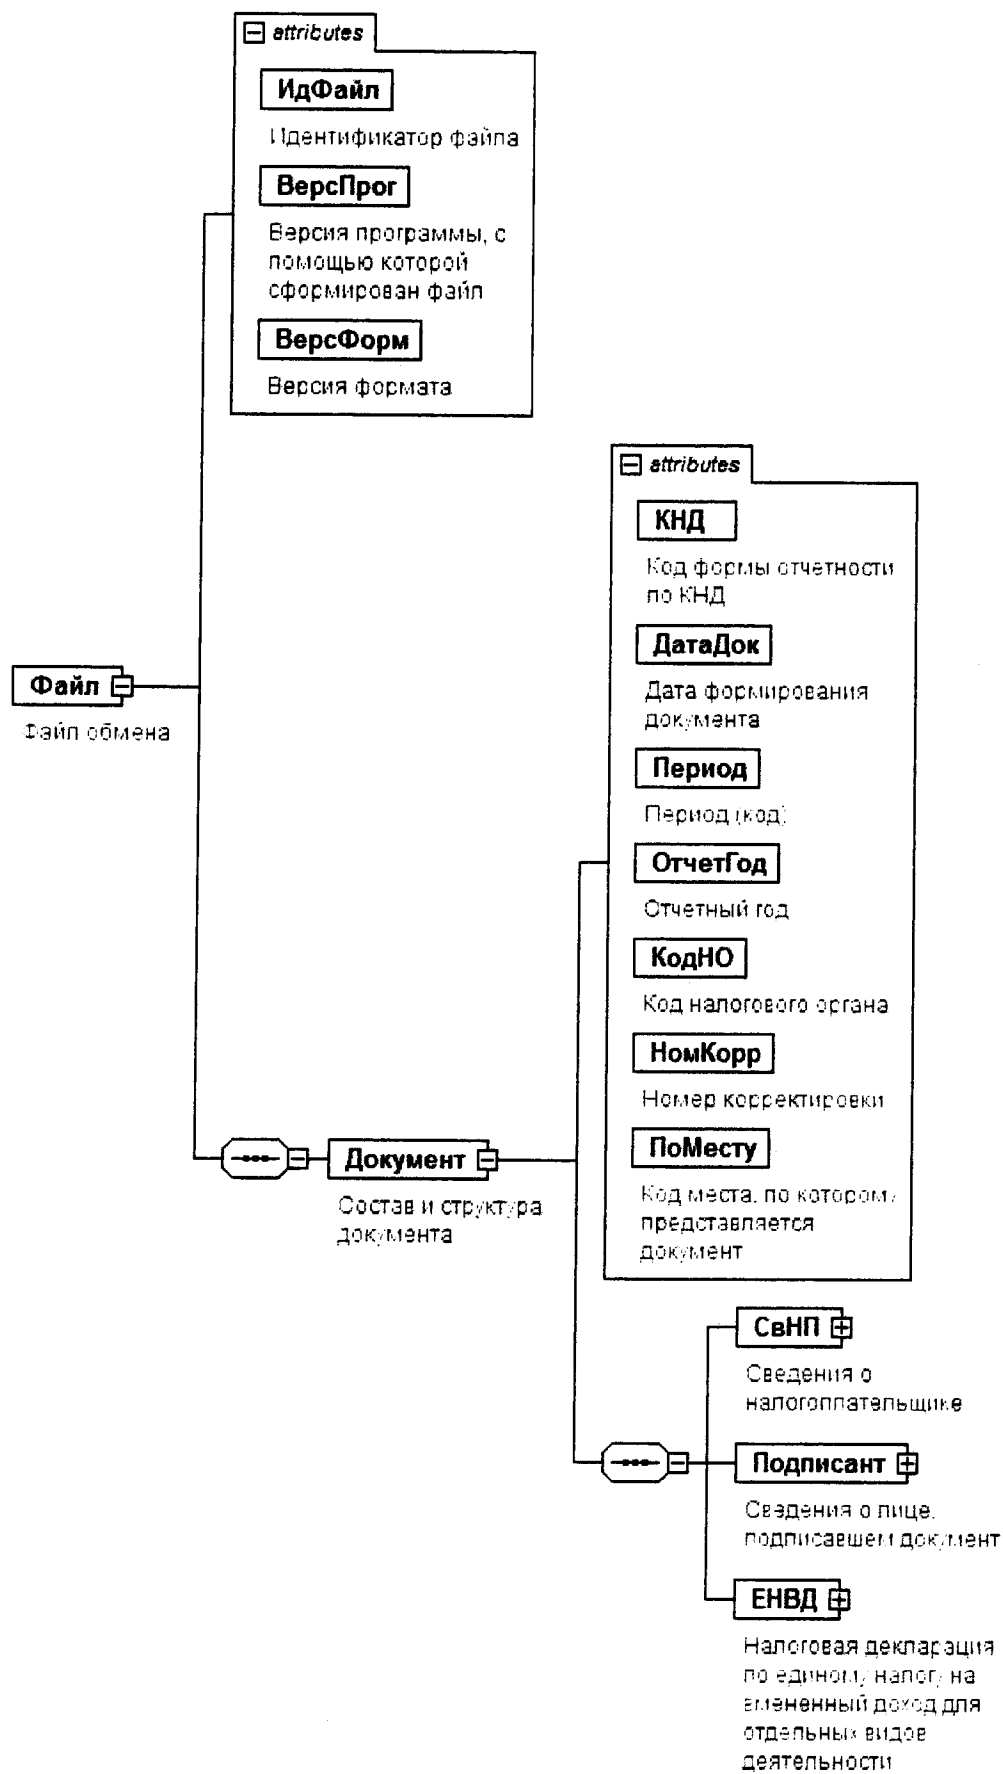 attributes
ИдФайл
Идентификатор файла
ВерсПрог
Версия программы, с
помощью которой
сформирован файл
ВерсФорм
Версия формата
attributes
КНД
Код формы отчетности
по КНД
ДатаДок
Дата формирования
документа
Период
Период (код)
ОтчетГод
Отчетный год
КодНО
Код налогового органа
НомКорр
Номер корректировки
ПоМесту
Код места, по которому
представляется
документ
Файл
Файл обмена
Документ
Состав и структура
документа
СвНП
Сведения о
налогоплательщике
Подписант
Сведения о лице,
подписавшем документ
ЕНВД
Налоговая декларация
по единому налогу на
вмененный доход для
отдельных видов
деятельности